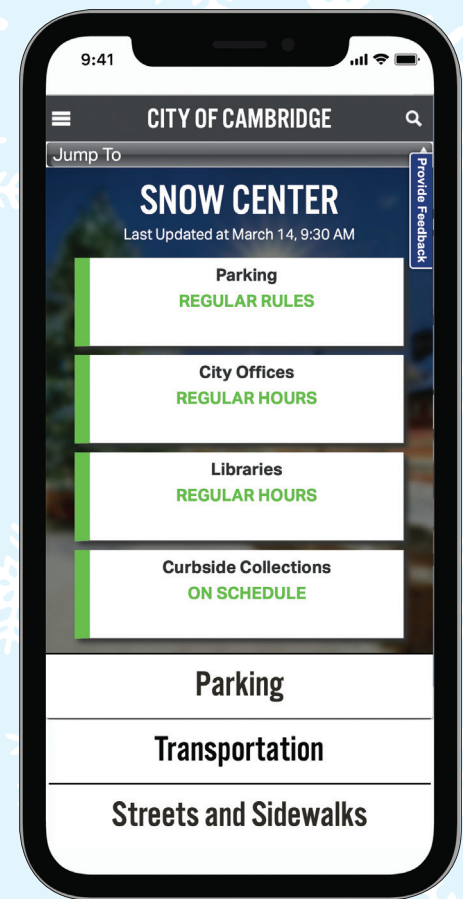 9:41
CITY OF CAMBRIDGE
Jump To
Provide Feedback
SNOW CENTER
Last Updated at March 14, 9:30 AM
Parking
REGULAR RULES
City Offices
REGULAR HOURS
Libraries
REGULAR HOURS
Curbside Collections
ON SCHEDULE
Parking
Transportation
Streets and Sidewalks